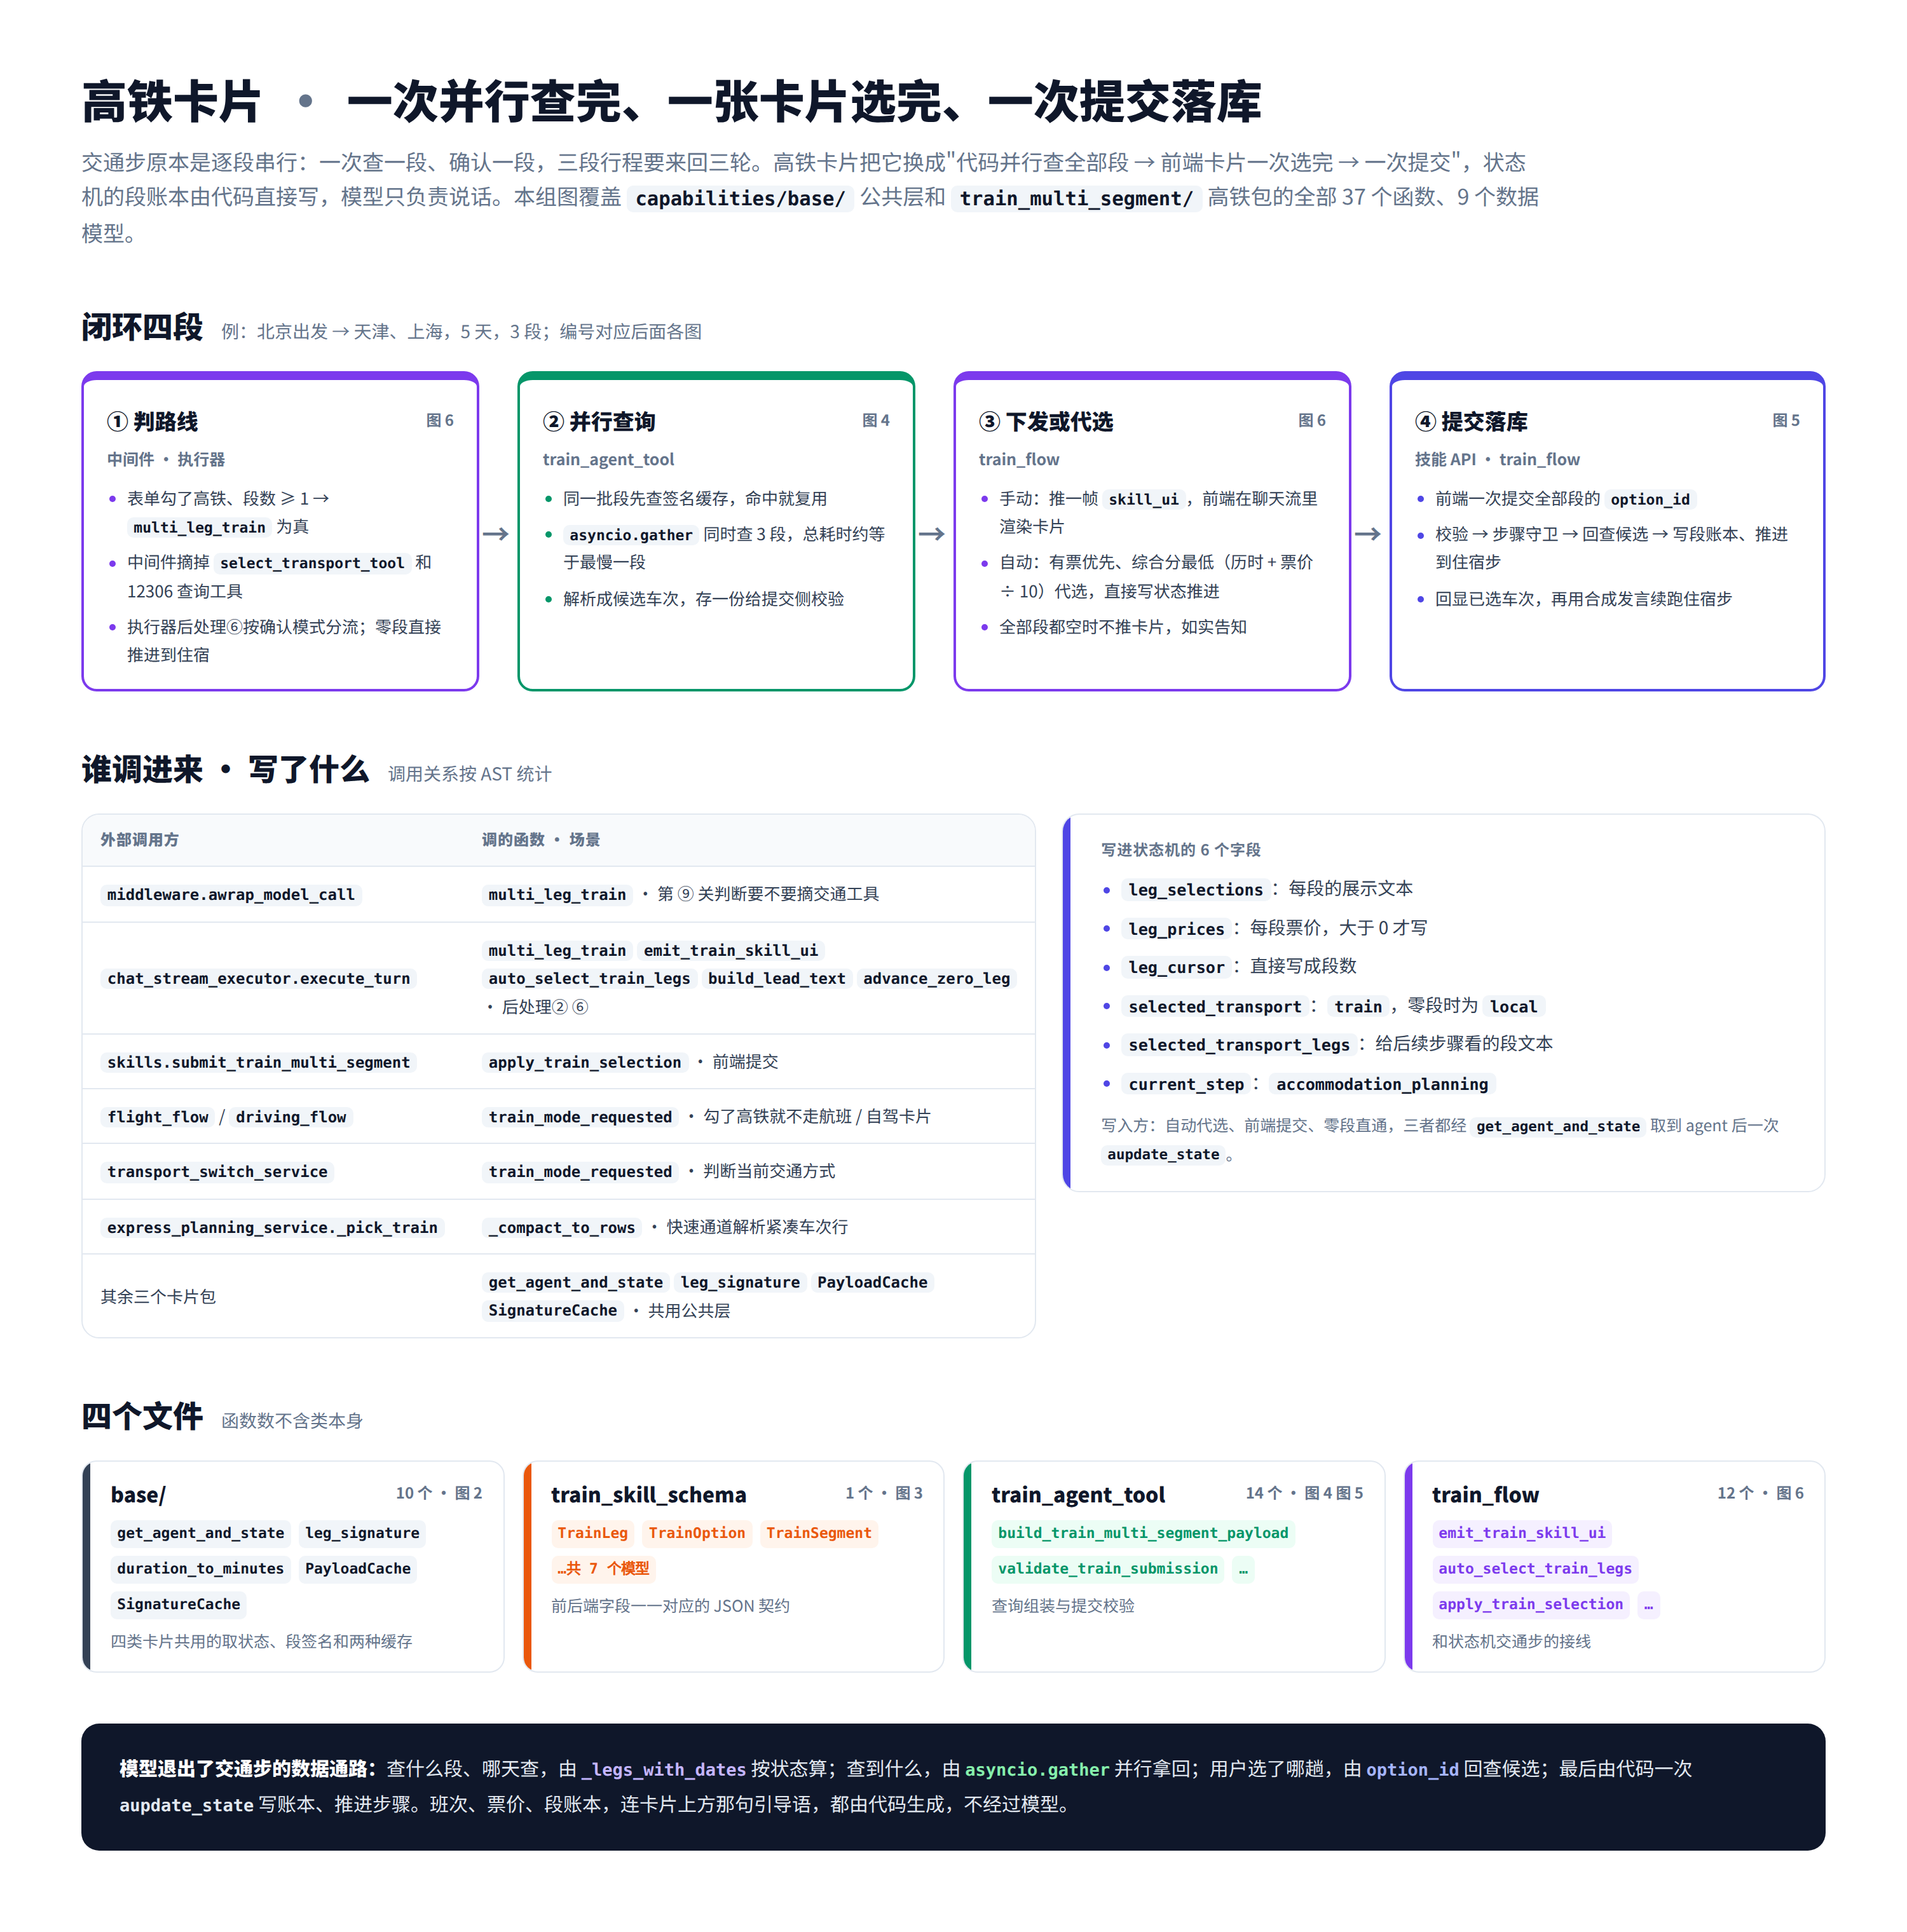 高铁卡片 • 一次并行查完、一张卡片选完、一次提交落库
交通步原本是逐段串行：一次查一段、确认一段，三段行程要来回三轮。高铁卡片把它换成"代码并行查全部段 → 前端卡片一次选完 → 一次提交"，状态
机的段账本由代码直接写，模型只负责说话。本组图覆盖 capabilities/base/ 公共层和 train_multi_segment/ 高铁包的全部 37 个函数、9 个数据
模型。
闭环四段 例：北京出发 → 天津、上海，5 天，3 段；编号对应后面各图
① 判路线 图 6
中间件 • 执行器
• 表单勾了高铁、段数 ≥ 1 →
multi_leg_train 为真
• 中间件摘掉 select_transport_tool 和
12306 查询工具
• 执行器后处理⑥按确认模式分流；零段直接
推进到住宿
→
② 并行查询 图 4
train_agent_tool
• 同一批段先查签名缓存，命中就复用
• asyncio.gather 同时查 3 段，总耗时约等
于最慢一段
• 解析成候选车次，存一份给提交侧校验
→
③ 下发或代选 图 6
train_flow
• 手动：推一帧 skill_ui，前端在聊天流里
渲染卡片
• 自动：有票优先、综合分最低（历时 + 票价
÷ 10）代选，直接写状态推进
• 全部段都空时不推卡片，如实告知
→
④ 提交落库 图 5
技能 API • train_flow
• 前端一次提交全部段的 option_id
• 校验 → 步骤守卫 → 回查候选 → 写段账本、推进
到住宿步
• 回显已选车次，再用合成发言续跑住宿步
谁调进来 • 写了什么 调用关系按 AST 统计
外部调用方 调的函数 • 场景
middleware.awrap_model_call multi_leg_train • 第 ⑨ 关判断要不要摘交通工具
multi_leg_train emit_train_skill_ui
chat_stream_executor.execute_turn auto_select_train_legs build_lead_text advance_zero_leg
• 后处理② ⑥
skills.submit_train_multi_segment apply_train_selection • 前端提交
flight_flow / driving_flow train_mode_requested • 勾了高铁就不走航班 / 自驾卡片
transport_switch_service train_mode_requested • 判断当前交通方式
express_planning_service._pick_train _compact_to_rows • 快速通道解析紧凑车次行
get_agent_and_state leg_signature PayloadCache
其余三个卡片包
SignatureCache • 共用公共层
写进状态机的 6 个字段
• leg_selections：每段的展示文本
• leg_prices：每段票价，大于 0 才写
• leg_cursor：直接写成段数
• selected_transport：train，零段时为 local
• selected_transport_legs：给后续步骤看的段文本
• current_step：accommodation_planning
写入方：自动代选、前端提交、零段直通，三者都经 get_agent_and_state 取到 agent 后一次
aupdate_state。
四个文件 函数数不含类本身
base/ 10 个 • 图 2
get_agent_and_state leg_signature
duration_to_minutes PayloadCache
SignatureCache
四类卡片共用的取状态、段签名和两种缓存
train_skill_schema 1 个 • 图 3
TrainLeg TrainOption TrainSegment
…共 7 个模型
前后端字段一一对应的 JSON 契约
train_agent_tool 14 个 • 图 4 图 5
build_train_multi_segment_payload
validate_train_submission …
查询组装与提交校验
train_flow 12 个 • 图 6
emit_train_skill_ui
auto_select_train_legs
apply_train_selection …
和状态机交通步的接线
模型退出了交通步的数据通路：查什么段、哪天查，由 _legs_with_dates 按状态算；查到什么，由 asyncio.gather 并行拿回；用户选了哪趟，由 option_id 回查候选；最后由代码一次
aupdate_state 写账本、推进步骤。班次、票价、段账本，连卡片上方那句引导语，都由代码生成，不经过模型。